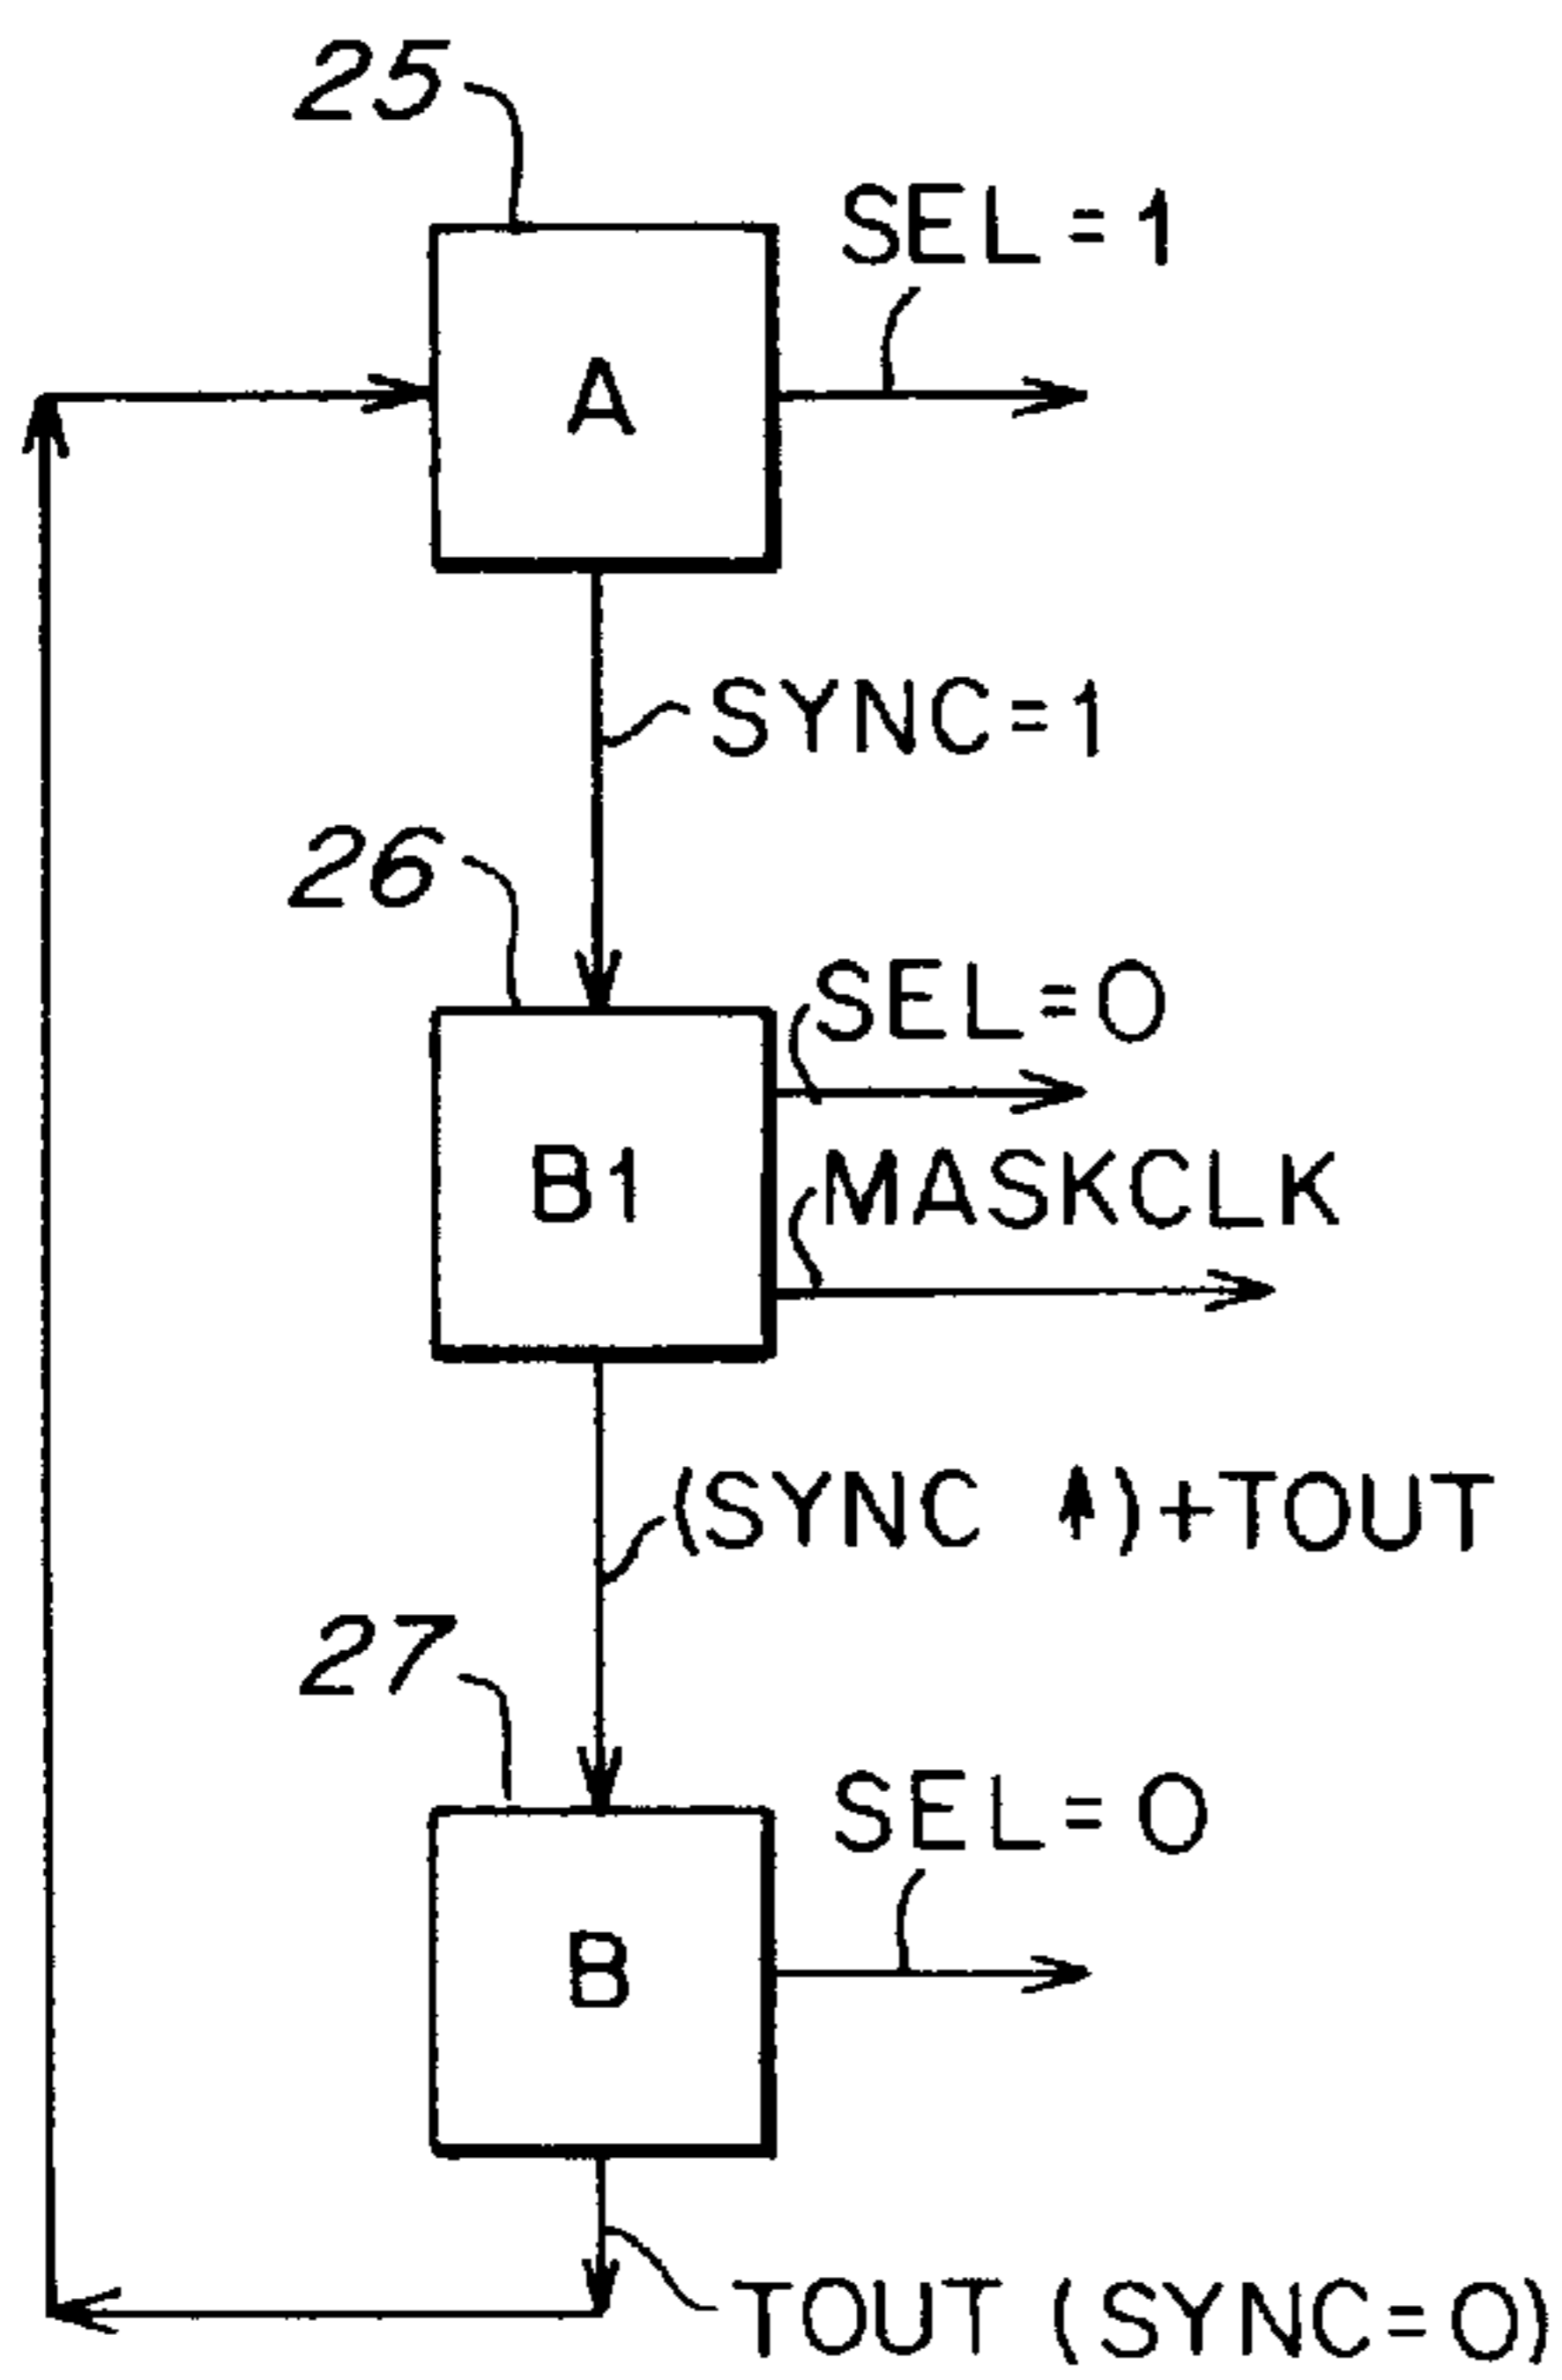 25
SEL=1
A
SYNC=1
26
SEL=0
B1
MASKCLK
(SYNC ↑)+TOUT
27
SEL=0
B
TOUT (SYNC=0)